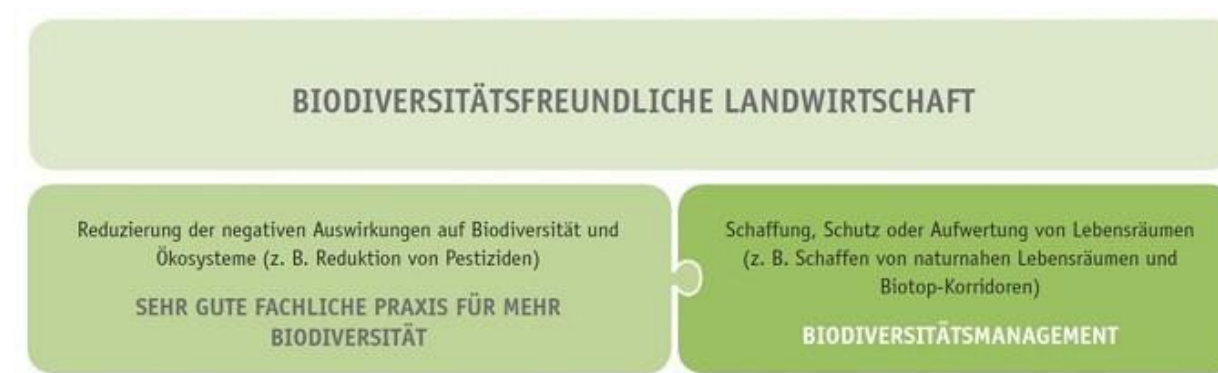 BIODIVERSITÄTSFREUNDLICHE LANDWIRTSCHAFT
Reduzierung der negativen Auswirkungen auf Biodiversität und
Ökosysteme (z. B. Reduktion von Pestiziden)
SEHR GUTE FACHLICHE PRAXIS FÜR MEHR
BIODIVERSITÄT
Schaffung, Schutz oder Aufwertung von Lebensräumen
(z. B. Schaffen von naturnahen Lebensräumen und
Biotop-Korridoren)
BIODIVERSITÄTSMANAGEMENT